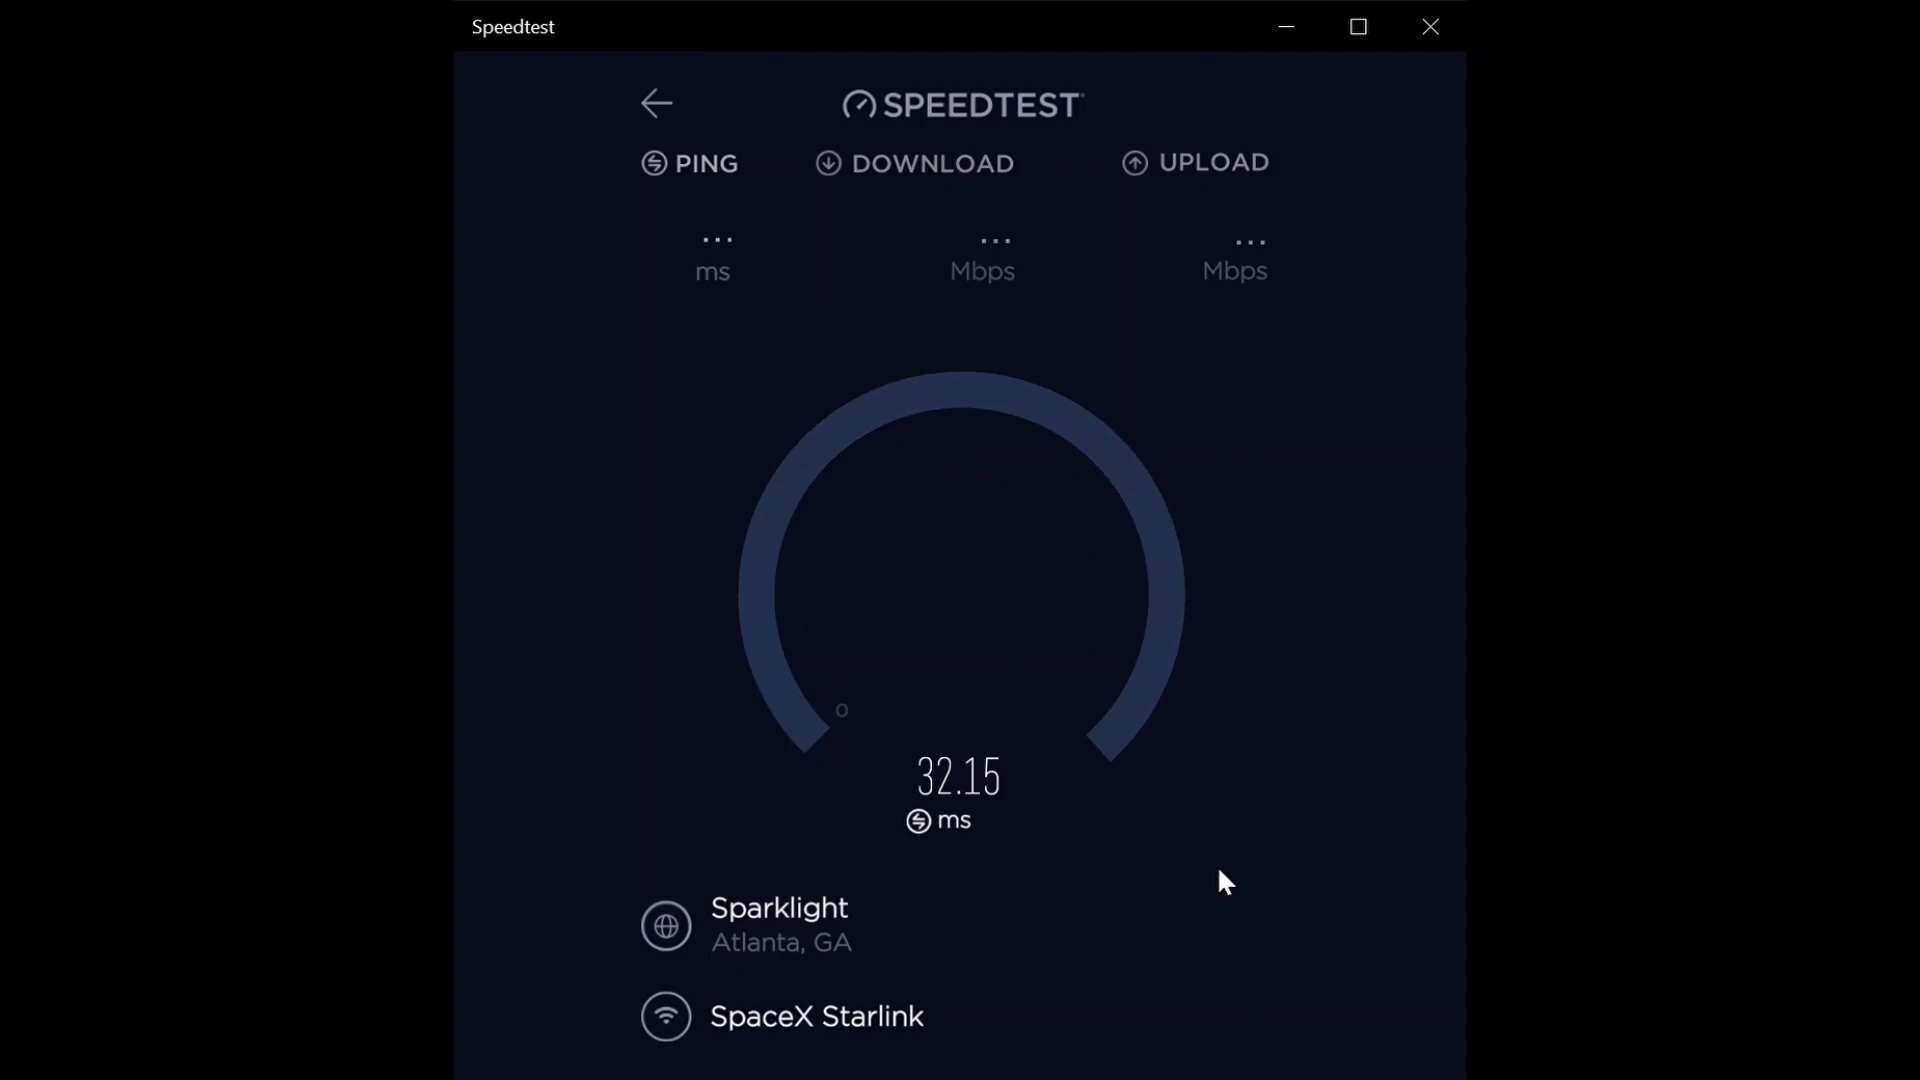 Speedtest
SPEEDTEST
PING DOWNLOAD UPLOAD
... ... ...
ms Mbps Mbps
0
32.15
ms
Sparklight
Atlanta, GA
SpaceX Starlink